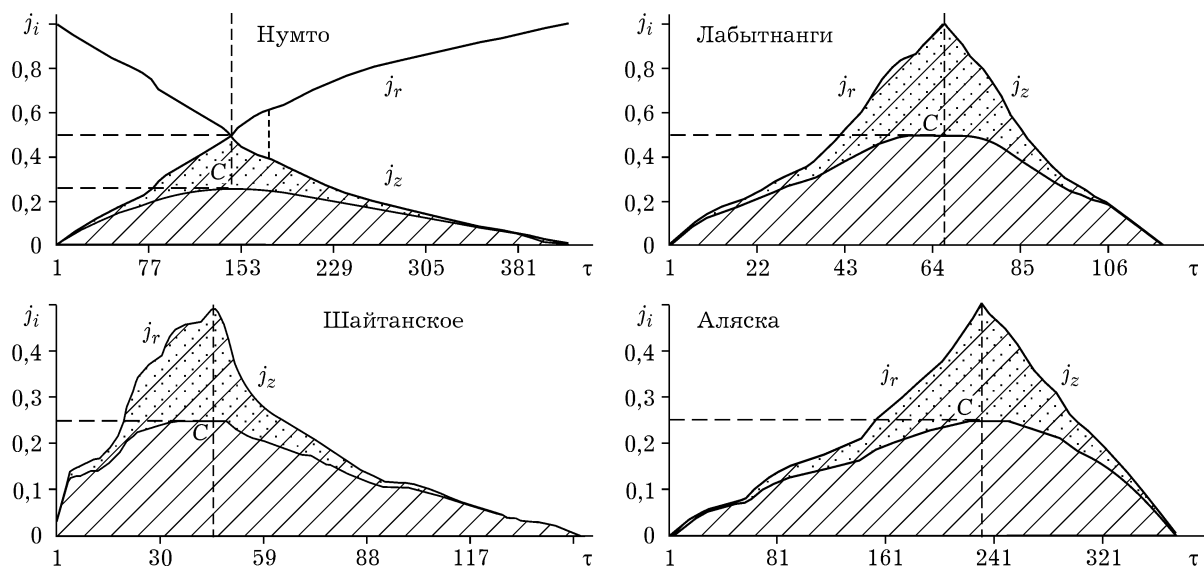 j_i Нумто
0,8
j_r
0,6
0,4
C j_z
0,2
0
1 77 153 229 305 381 τ
j_i Лабытнанги
0,8
j_r j_z
0,6
C
0,4
0,2
0
1 22 43 64 85 106 τ
j_i Шайтанское
j_r
0,4
j_z
0,3
C
0,2
0,1
0
1 30 59 88 117 τ
j_i Аляска
0,4
j_r j_z
0,3
C
0,2
0,1
0
1 81 161 241 321 τ